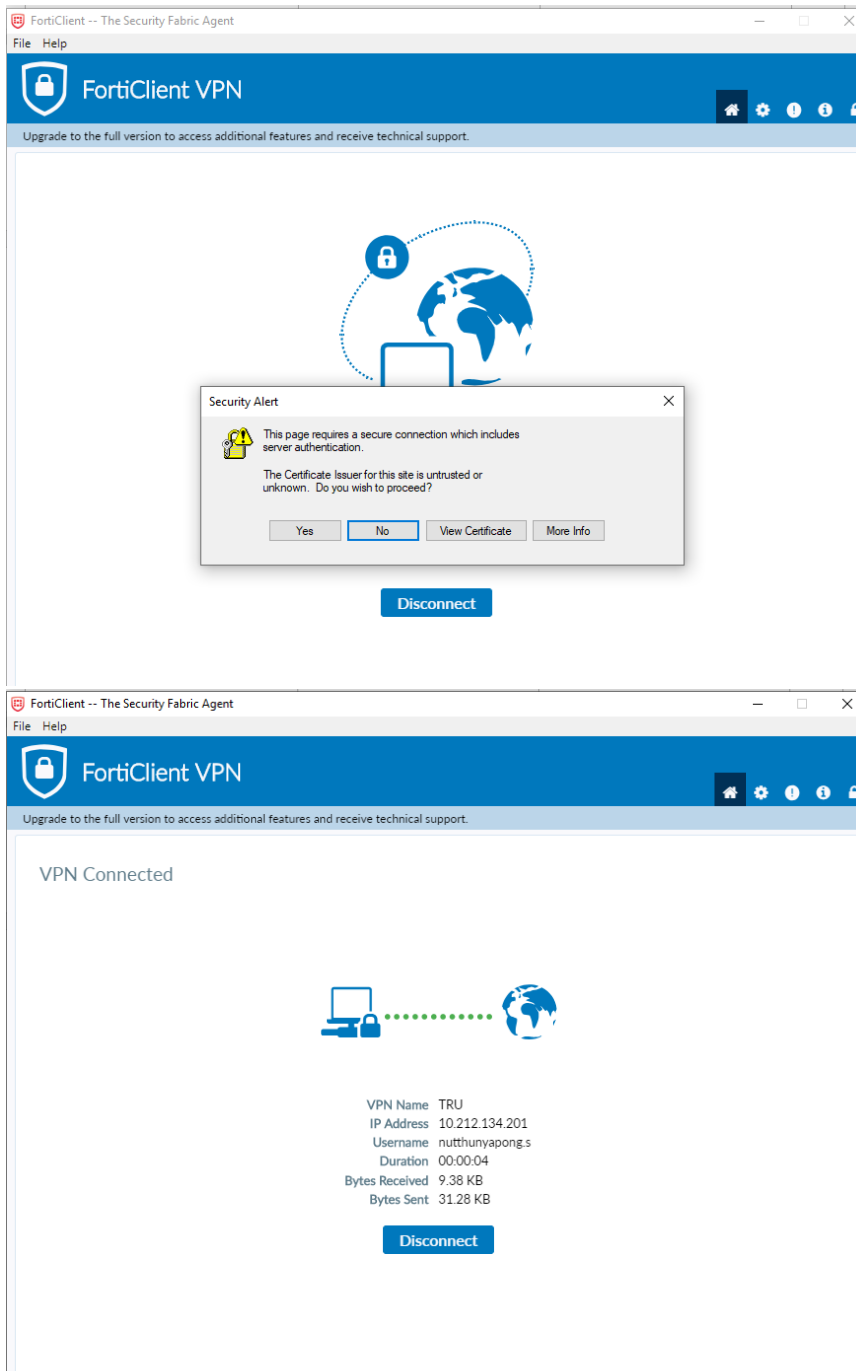 FortiClient -- The Security Fabric Agent
File Help
FortiClient VPN
Upgrade to the full version to access additional features and receive technical support.
Security Alert
This page requires a secure connection which includes
server authentication.
The Certificate Issuer for this site is untrusted or
unknown. Do you wish to proceed?
Yes No View Certificate More Info
Disconnect
FortiClient -- The Security Fabric Agent
File Help
FortiClient VPN
Upgrade to the full version to access additional features and receive technical support.
VPN Connected
VPN Name TRU
IP Address 10.212.134.201
Username nutthunyapong.s
Duration 00:00:04
Bytes Received 9.38 KB
Bytes Sent 31.28 KB
Disconnect